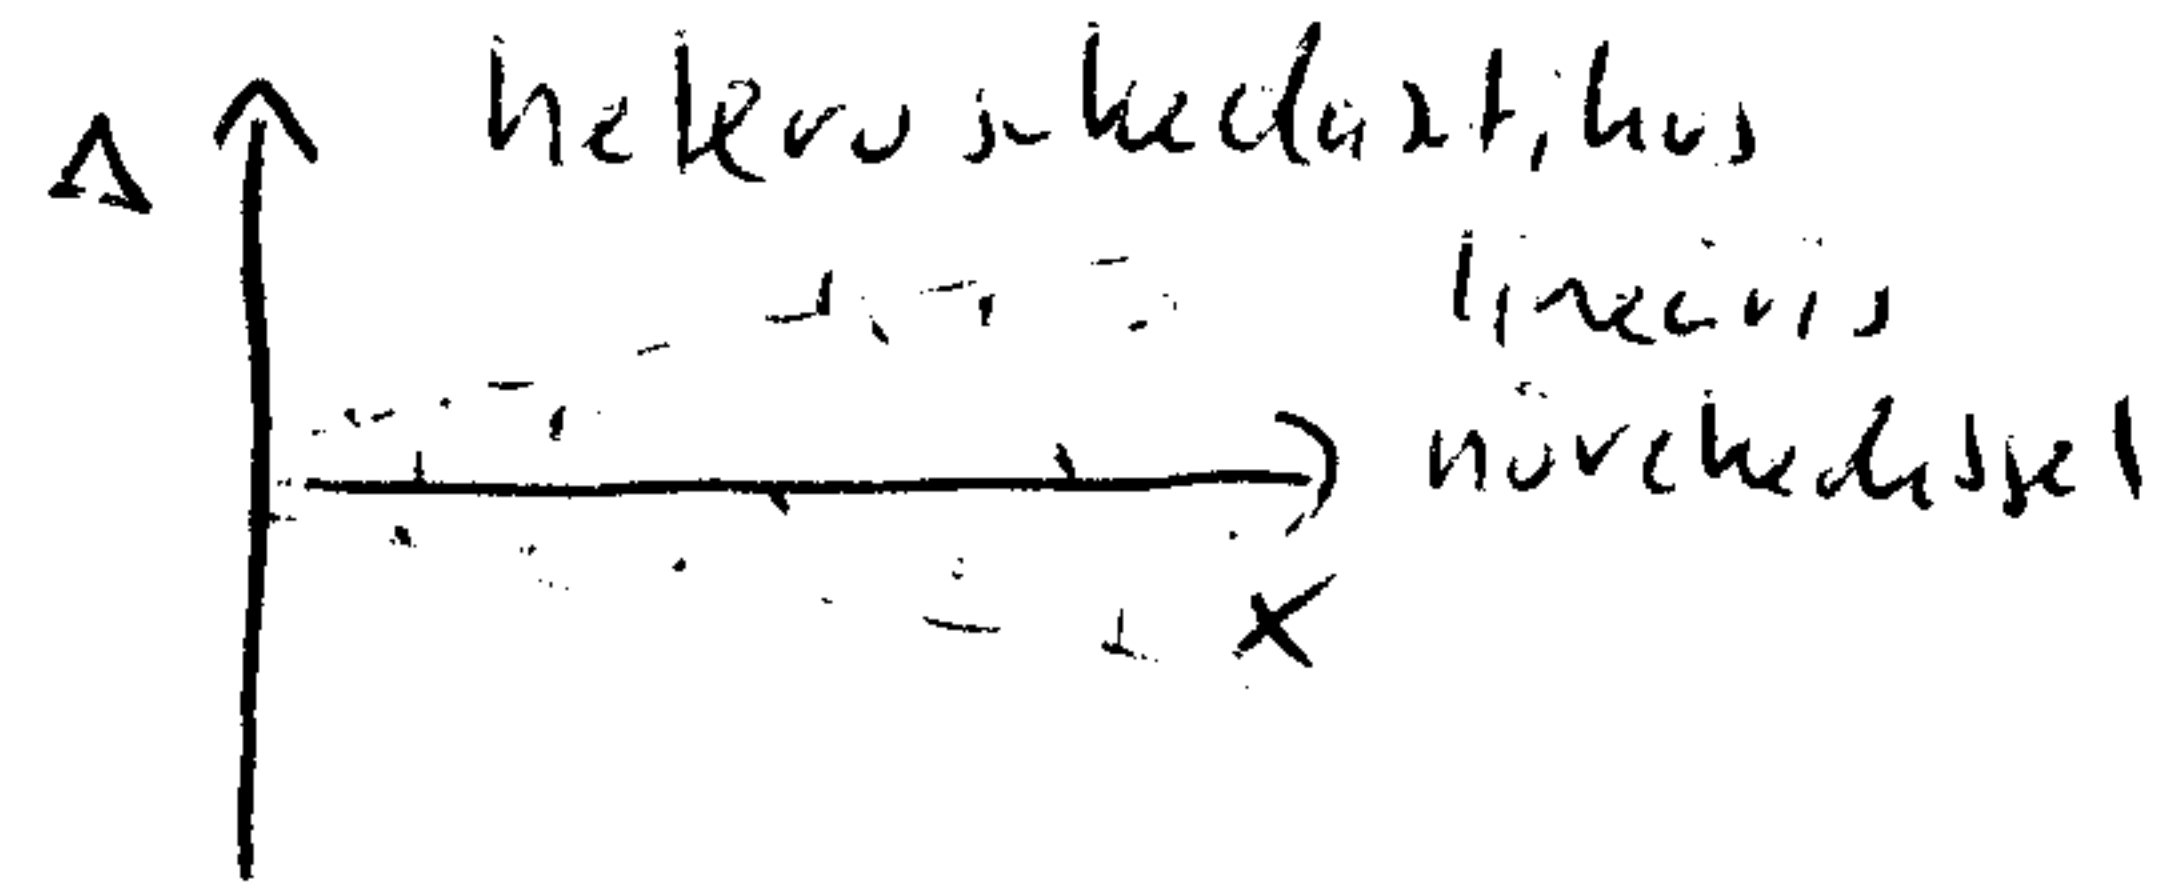 Δ heteroskedasztikus
lineáris
növekedéssel
x